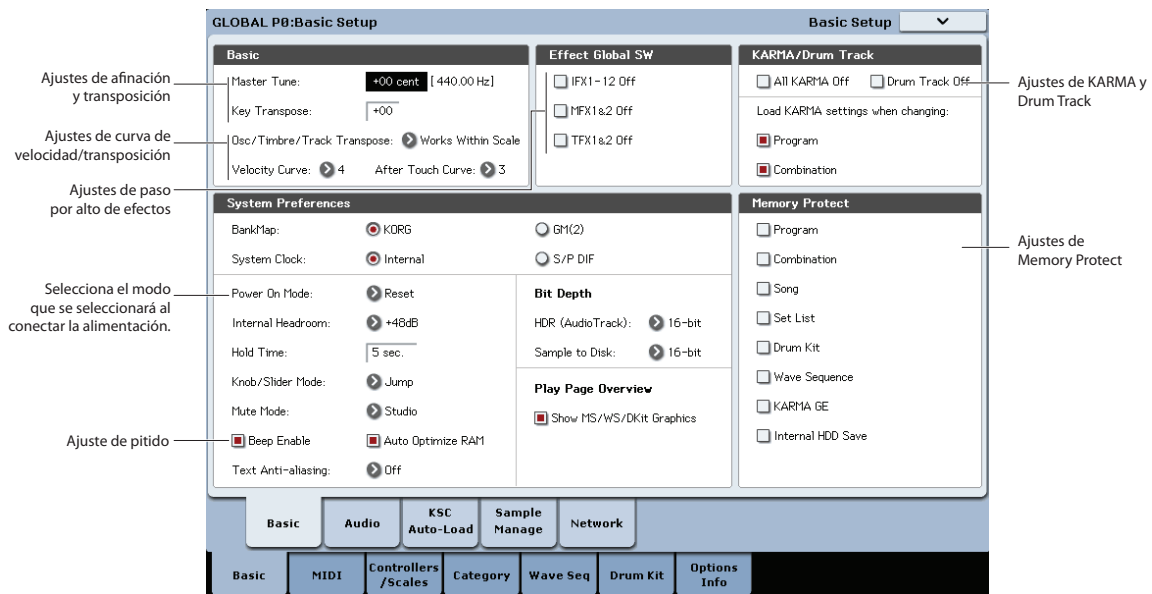 GLOBAL P0:Basic Setup
Basic Setup
Basic
Master Tune: +00 cent [ 440.00 Hz]
Key Transpose: +00
Osc/Timbre/Track Transpose: Works Within Scale
Velocity Curve: 4 After Touch Curve: 3
Effect Global SW
IFX1-12 Off
MFX1&2 Off
TFX1&2 Off
KARMA/Drum Track
All KARMA Off Drum Track Off
Load KARMA settings when changing:
Program
Combination
System Preferences
BankMap: KORG GM(2)
System Clock: Internal S/P DIF
Power On Mode: Reset
Internal Headroom: +48dB
Hold Time: 5 sec.
Knob/Slider Mode: Jump
Mute Mode: Studio
Beep Enable Auto Optimize RAM
Text Anti-aliasing: Off
Bit Depth
HDR (AudioTrack): 16-bit
Sample to Disk: 16-bit
Play Page Overview
Show MS/WS/DKit Graphics
Memory Protect
Program
Combination
Song
Set List
Drum Kit
Wave Sequence
KARMA GE
Internal HDD Save
Basic
Audio
KSC
Auto-Load
Sample
Manage
Network
Basic
MIDI
Controllers
/Scales
Category
Wave Seq
Drum Kit
Options
Info
Ajustes de afinación
y transposición
Ajustes de curva de
velocidad/transposición
Ajustes de paso
por alto de efectos
Selecciona el modo
que se seleccionará al
conectar la alimentación.
Ajuste de pitido
Ajustes de KARMA y
Drum Track
Ajustes de
Memory Protect